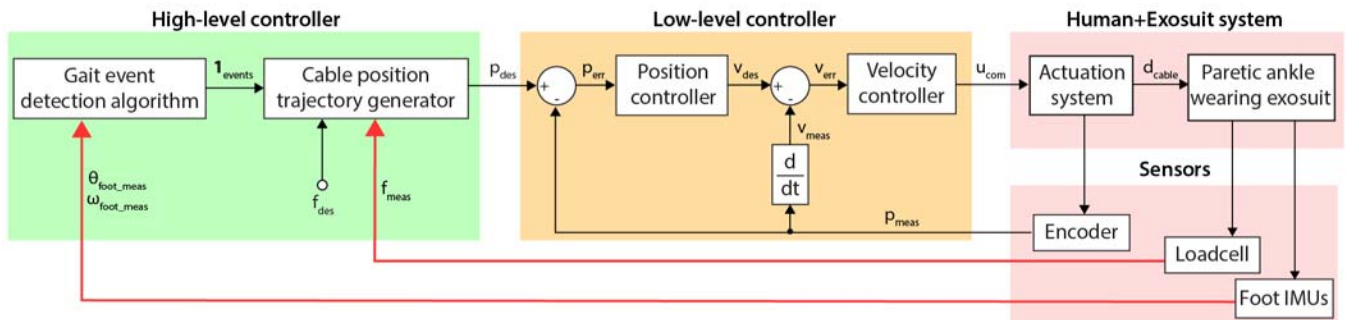 High-level controller
Low-level controller
Human+Exosuit system
Gait event
detection algorithm
1events
Cable position
trajectory generator
pdes
+
-
perr
Position
controller
vdes
+
-
verr
Velocity
controller
ucom
Actuation
system
dcable
Paretic ankle
wearing exosuit
vmeas
d
dt
Sensors
θfoot_meas
ωfoot_meas
fdes
fmeas
pmeas
Encoder
Loadcell
Foot IMUs